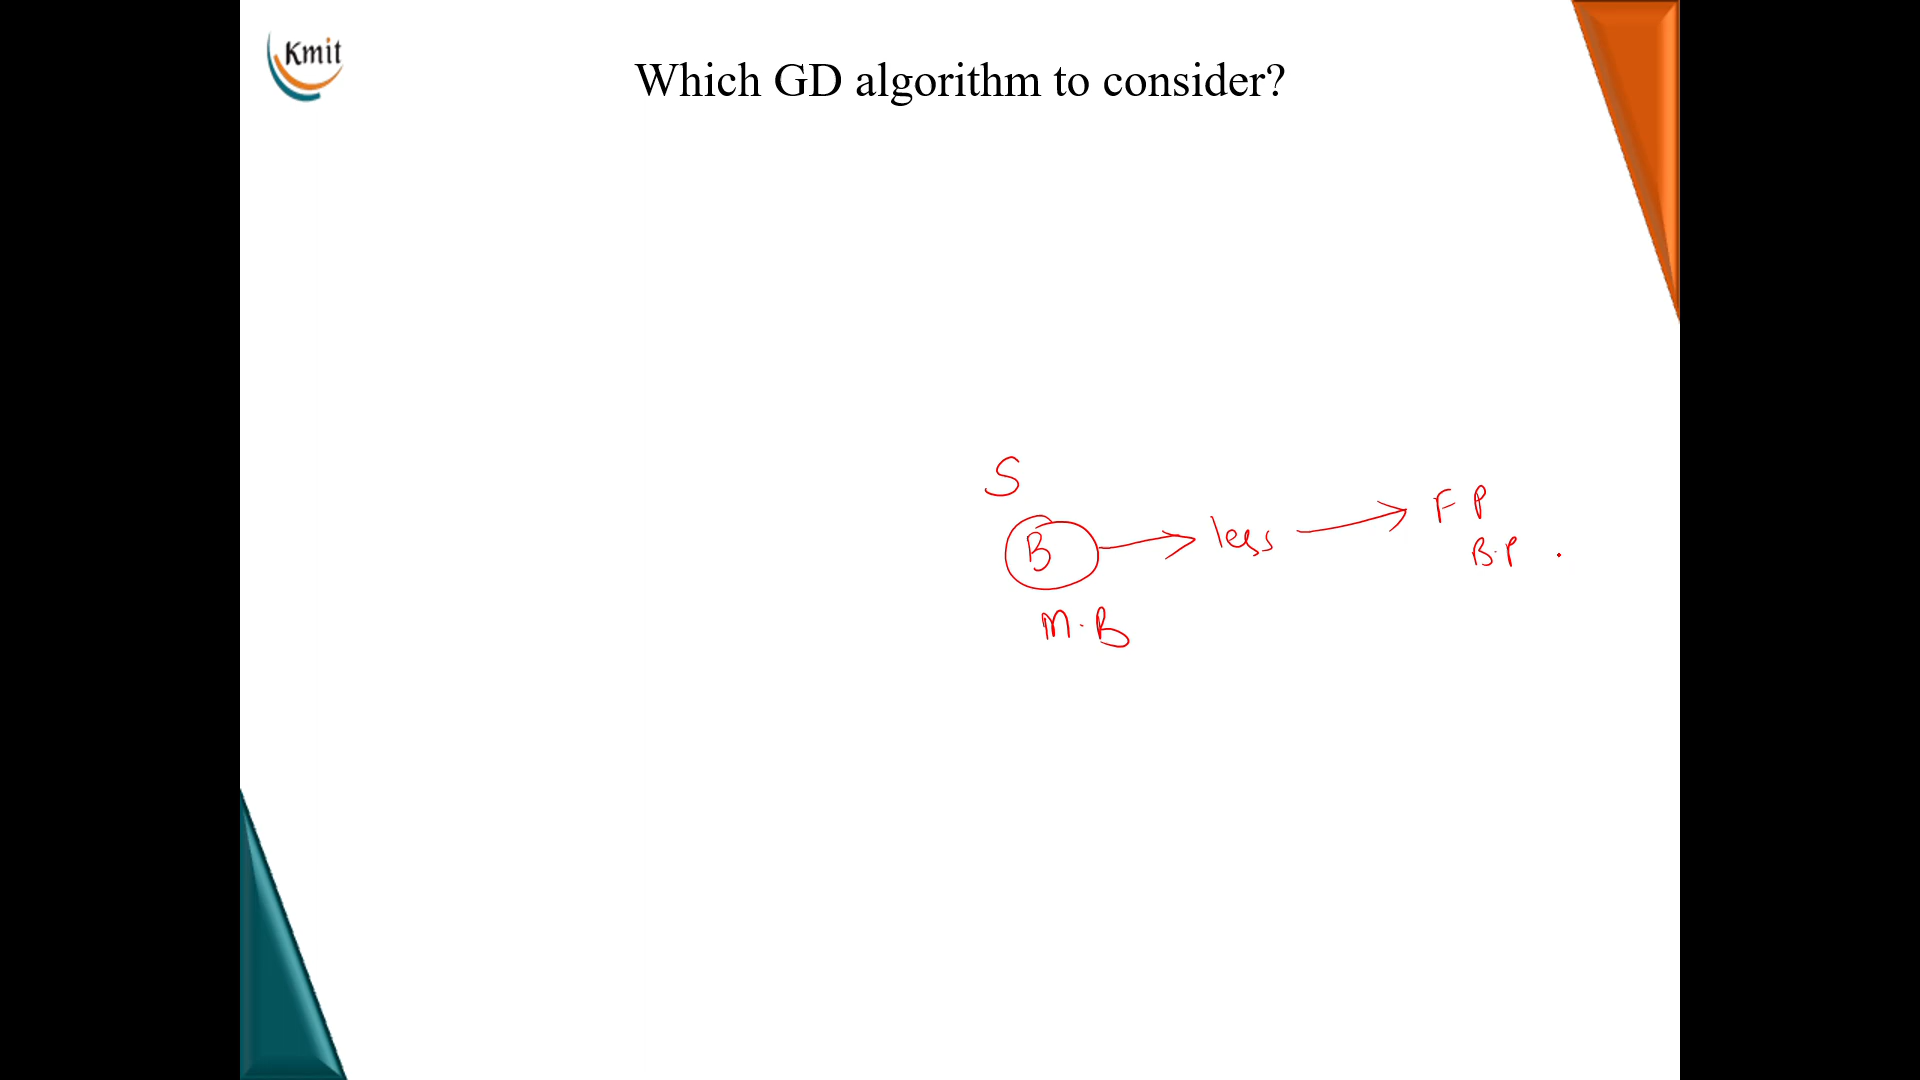 Kmit
Which GD algorithm to consider?
S
B → less → F P
B.P .
M.B